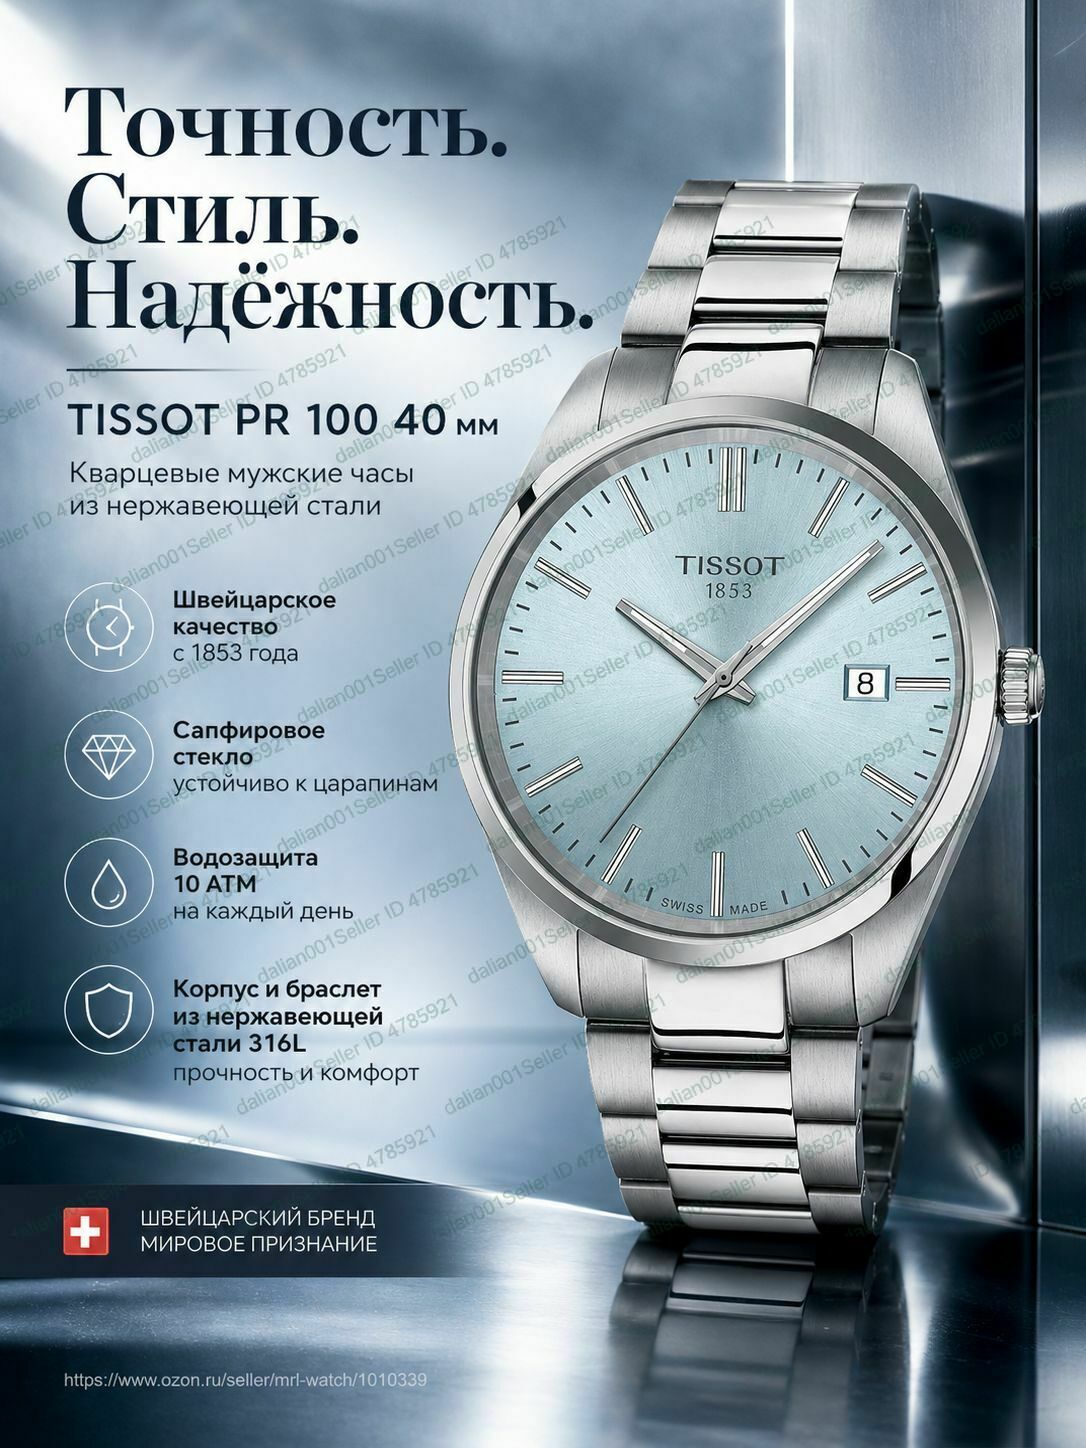 Точность.
Стиль.
Надёжность.
TISSOT PR 100 40 мм
Кварцевые мужские часы
из нержавеющей стали
Швейцарское
качество
с 1853 года
Сапфировое
стекло
устойчиво к царапинам
Водозащита
10 ATM
на каждый день
Корпус и браслет
из нержавеющей
стали 316L
прочность и комфорт
TISSOT
1853
8
SWISS MADE
ШВЕЙЦАРСКИЙ БРЕНД
МИРОВОЕ ПРИЗНАНИЕ
https://www.ozon.ru/seller/mrl-watch/1010339
dalian001Seller ID 4785921